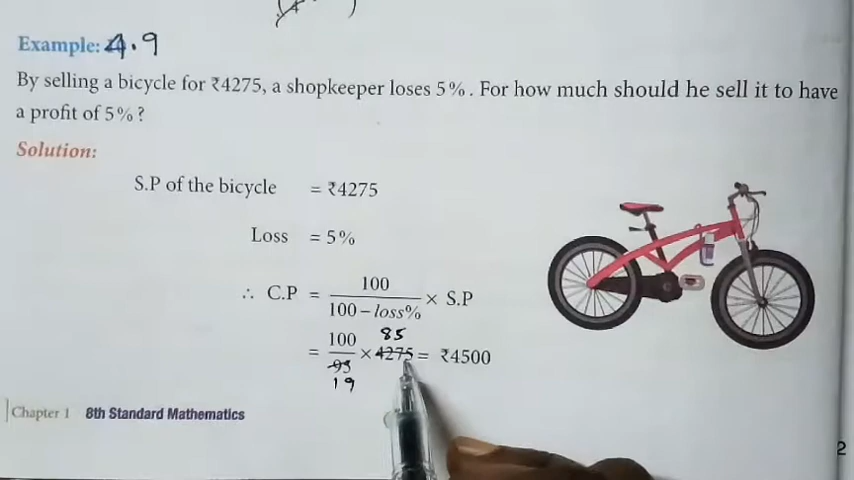 Example: 4.9
By selling a bicycle for ₹4275, a shopkeeper loses 5%. For how much should he sell it to have
a profit of 5%?
Solution:
S.P of the bicycle = ₹4275
Loss = 5%
∴ C.P = 100 / 100 – loss% × S.P
85
= 100 / 95 × 4275 = ₹4500
19
Chapter 1 8th Standard Mathematics
2